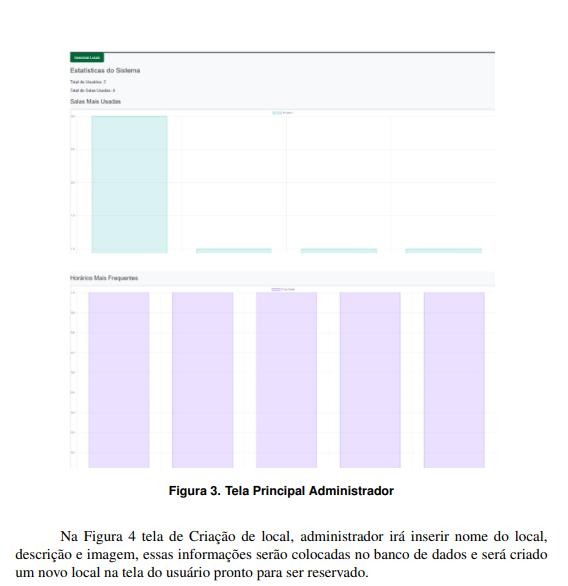 Estatísticas do Sistema
Total de Usuários: 2
Total de Salas Usadas: 4
Salas Mais Usadas
Horários Mais Frequentes
Figura 3. Tela Principal Administrador
Na Figura 4 tela de Criação de local, administrador irá inserir nome do local,
descrição e imagem, essas informações serão colocadas no banco de dados e será criado
um novo local na tela do usuário pronto para ser reservado.